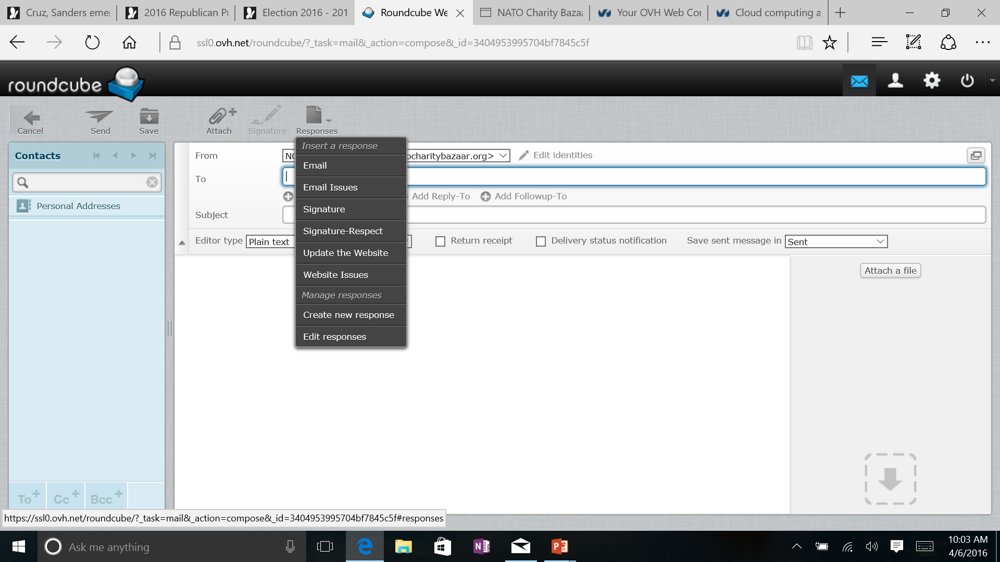 Cruz, Sanders emer
2016 Republican Pr
Election 2016 - 201
Roundcube We
NATO Charity Bazaa
Your OVH Web Con
Cloud computing a
ssl0.ovh.net/roundcube/?_task=mail&_action=compose&_id=3404953995704bf7845c5f
roundcube
Cancel
Send
Save
Attach
Signature
Responses
Contacts
Personal Addresses
To
Cc
Bcc
From
ocharitybazaar.org>
Edit identities
To
Add Reply-To
Add Followup-To
Subject
Editor type Plain text
Return receipt
Delivery status notification
Save sent message in Sent
Insert a response
Email
Email Issues
Signature
Signature-Respect
Update the Website
Website Issues
Manage responses
Create new response
Edit responses
Attach a file
https://ssl0.ovh.net/roundcube/?_task=mail&_action=compose&_id=3404953995704bf7845c5f#responses
Ask me anything
10:03 AM
4/6/2016